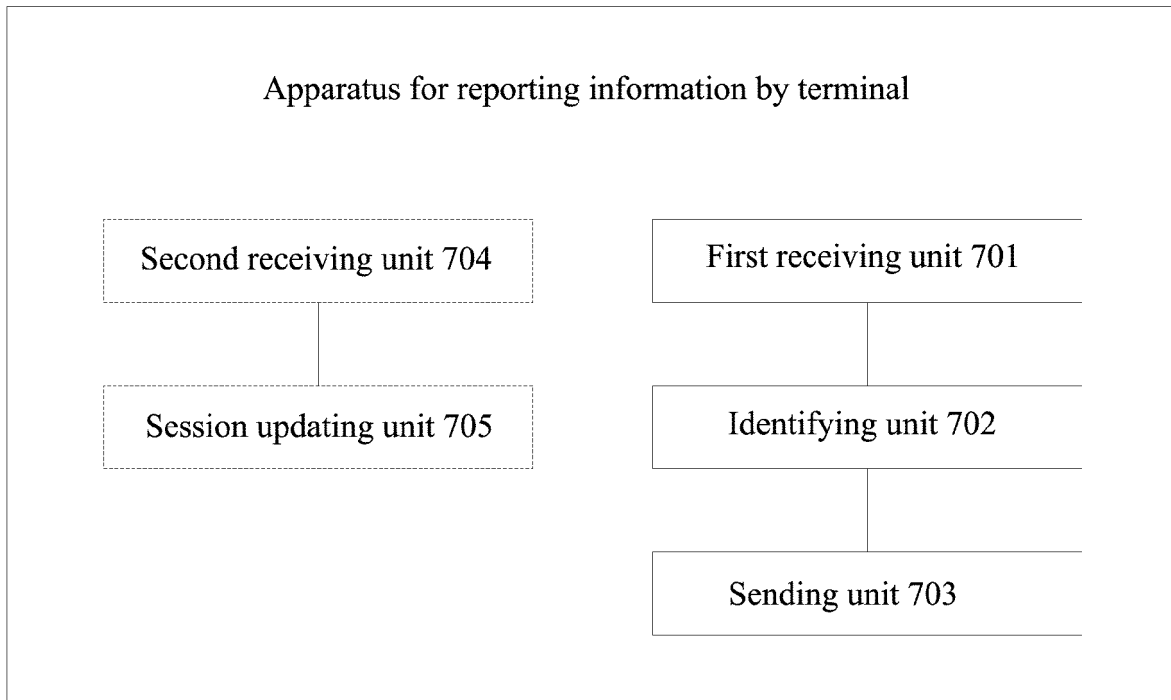 Apparatus for reporting information by terminal
Second receiving unit 704
First receiving unit 701
Session updating unit 705
Identifying unit 702
Sending unit 703